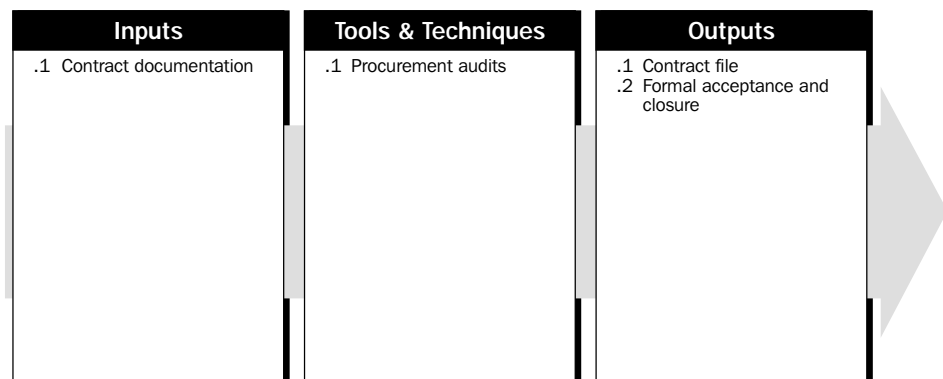 Inputs
.1 Contract documentation
Tools & Techniques
.1 Procurement audits
Outputs
.1 Contract file
.2 Formal acceptance and
closure